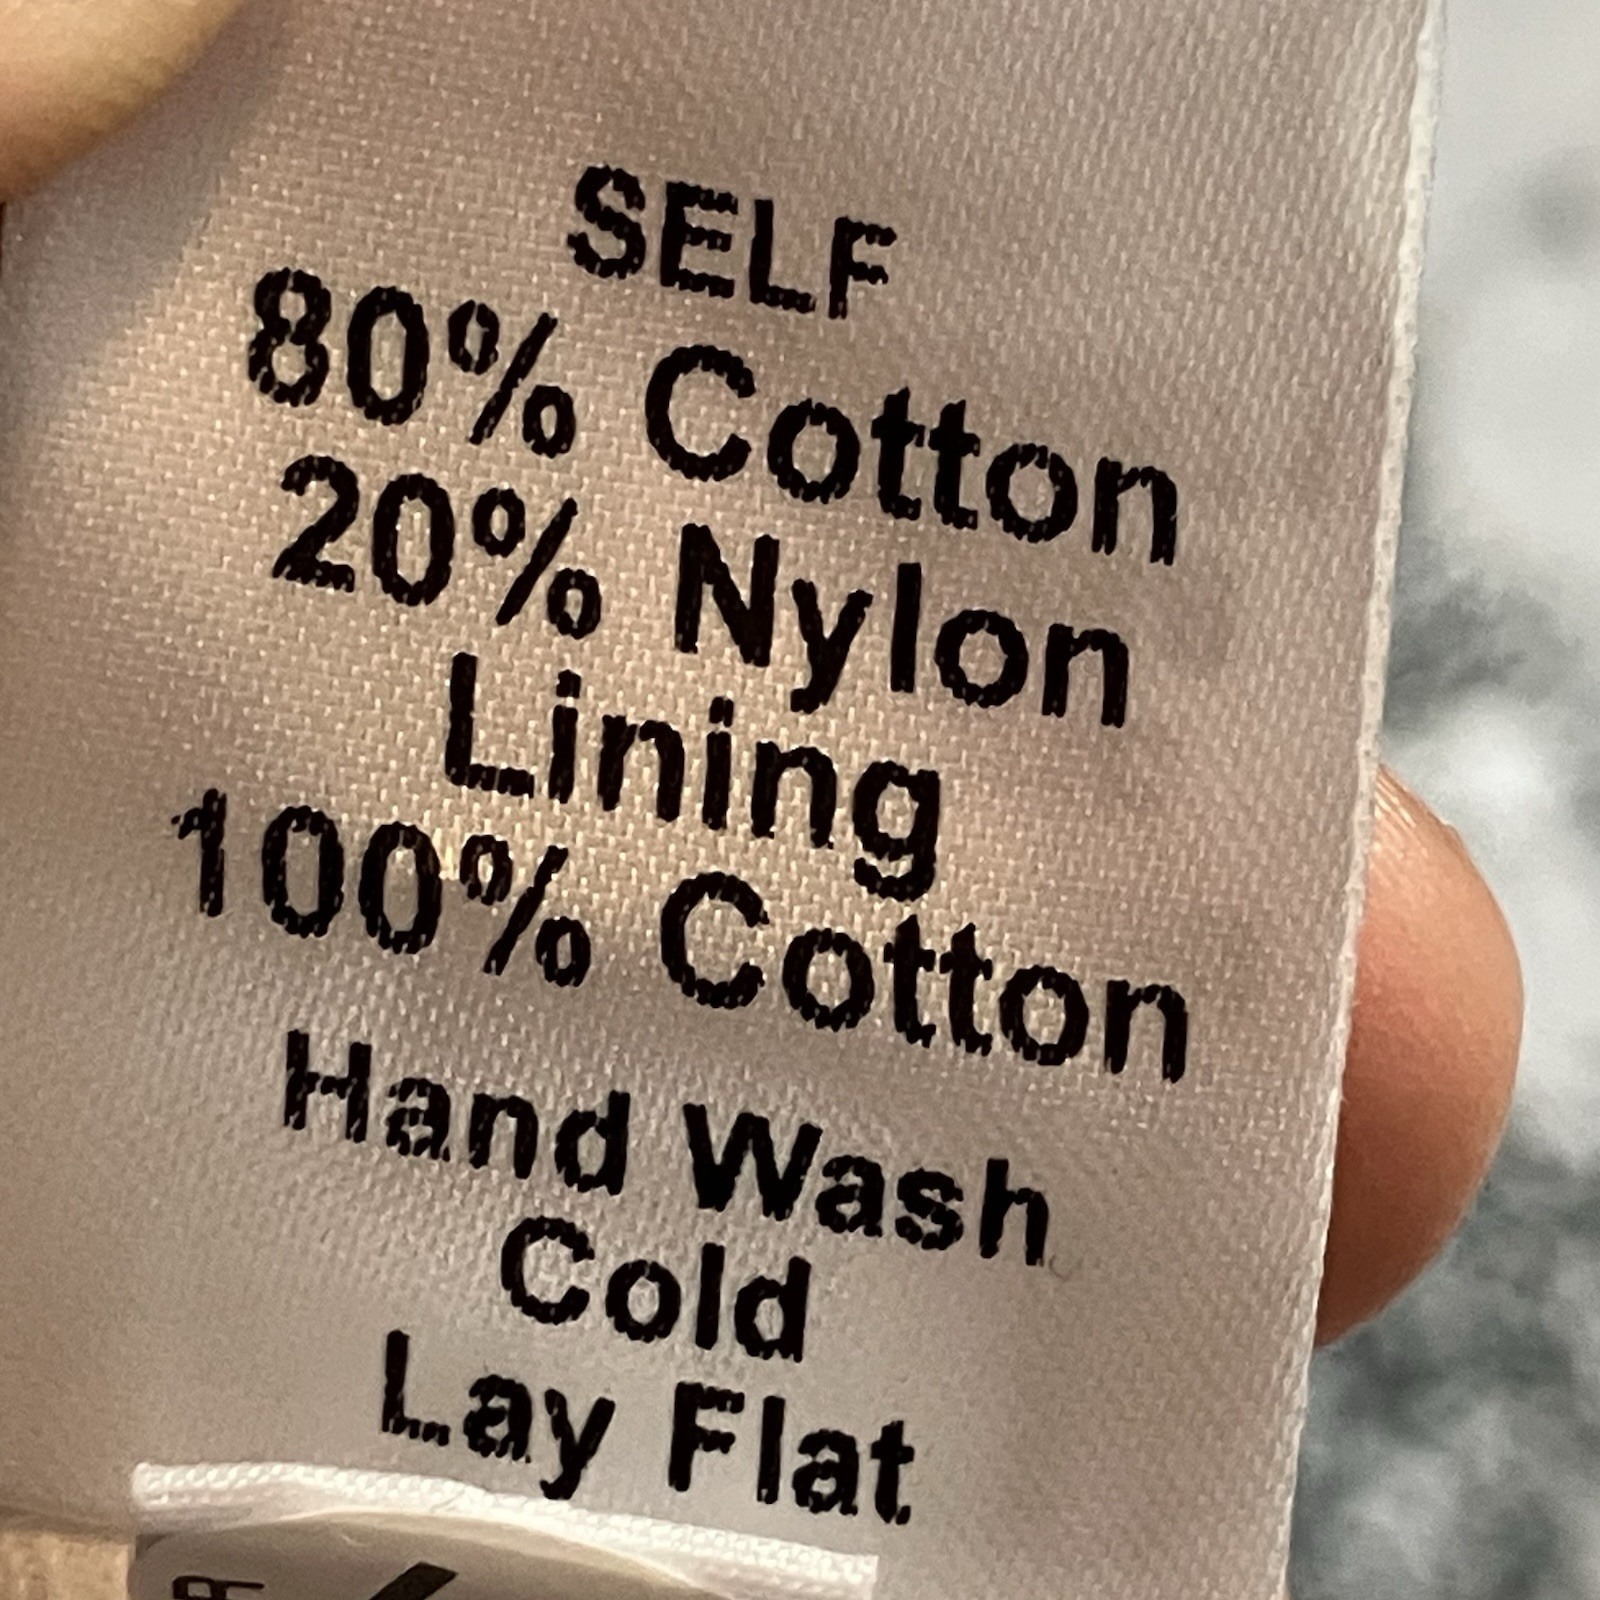 SELF
80% Cotton
20% Nylon
Lining
100% Cotton
Hand Wash
Cold
Lay Flat